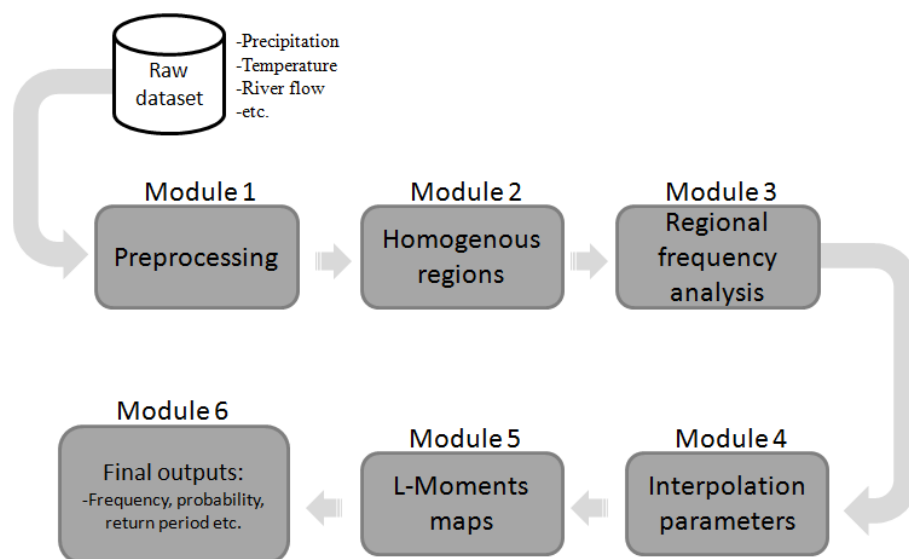 Raw
dataset
-Precipitation
-Temperature
-River flow
-etc.
Module 1
Preprocessing
Module 2
Homogenous
regions
Module 3
Regional
frequency
analysis
Module 4
Interpolation
parameters
Module 5
L-Moments
maps
Module 6
Final outputs:
-Frequency, probability,
return period etc.